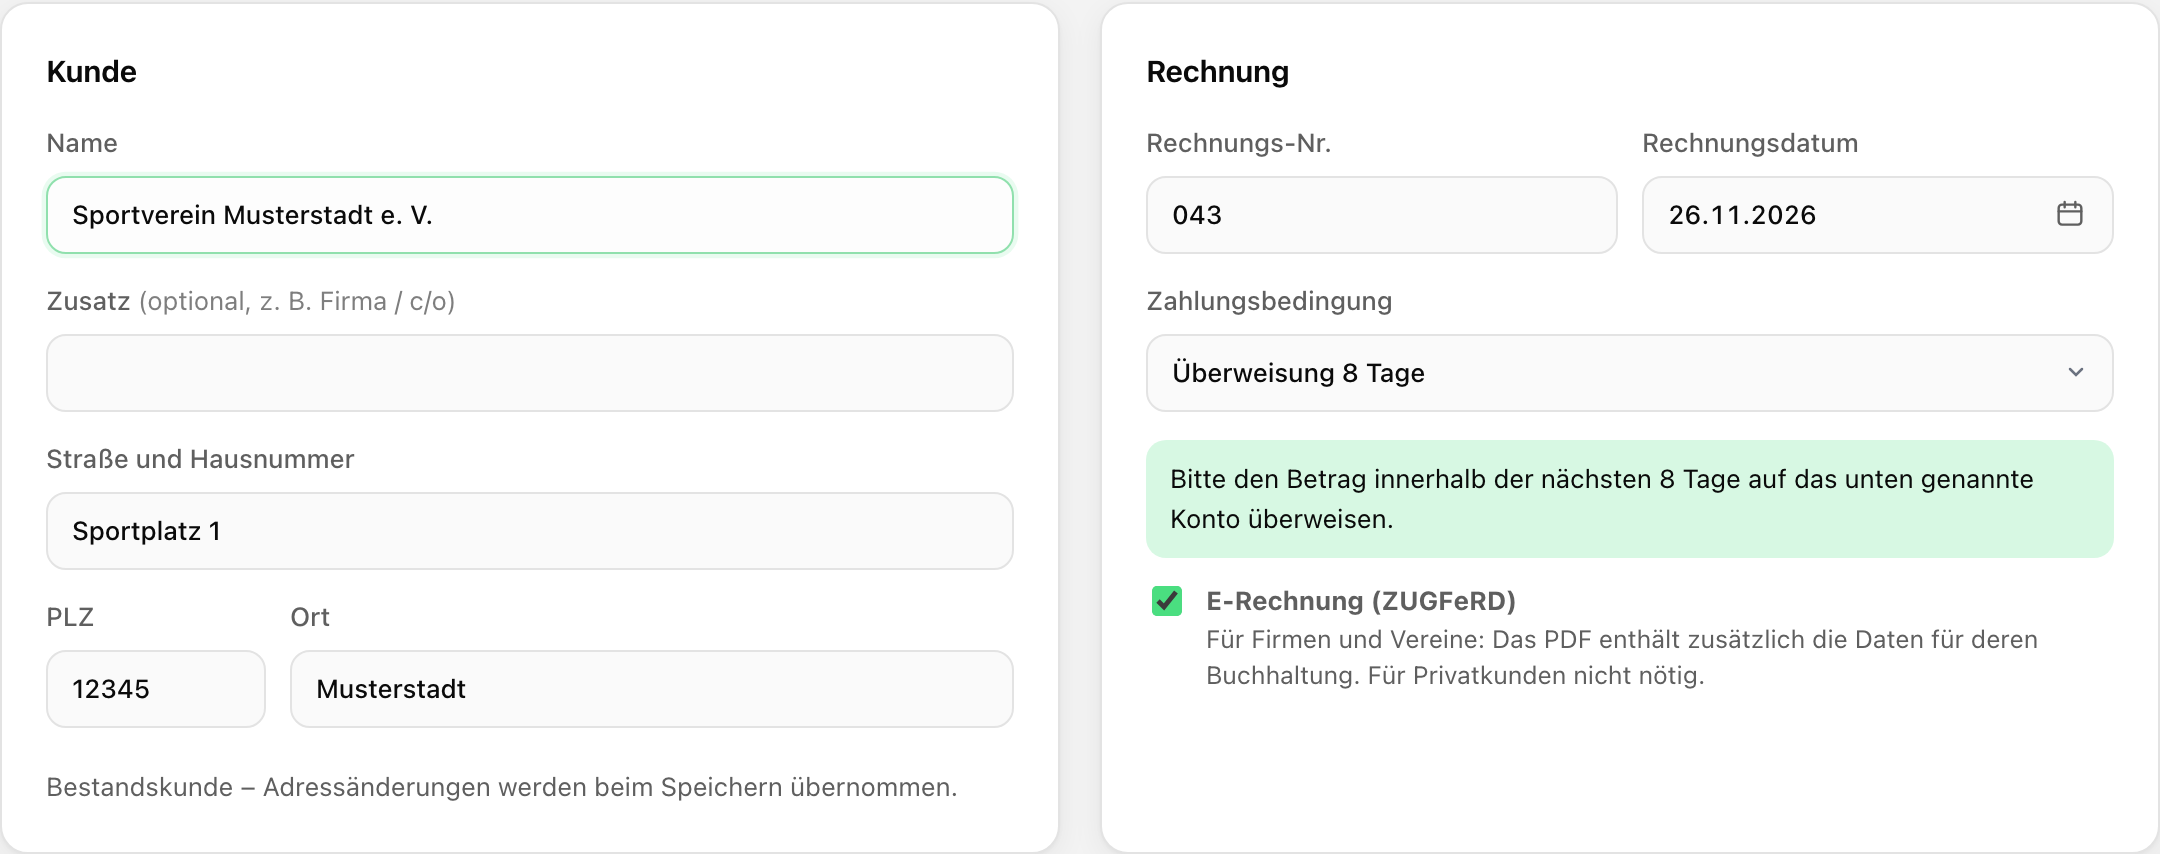 Kunde
Name
Sportverein Musterstadt e. V.
Zusatz (optional, z. B. Firma / c/o)
Straße und Hausnummer
Sportplatz 1
PLZ Ort
12345 Musterstadt
Bestandskunde – Adressänderungen werden beim Speichern übernommen.
Rechnung
Rechnungs-Nr. Rechnungsdatum
043 26.11.2026
Zahlungsbedingung
Überweisung 8 Tage
Bitte den Betrag innerhalb der nächsten 8 Tage auf das unten genannte
Konto überweisen.
E-Rechnung (ZUGFeRD)
Für Firmen und Vereine: Das PDF enthält zusätzlich die Daten für deren
Buchhaltung. Für Privatkunden nicht nötig.